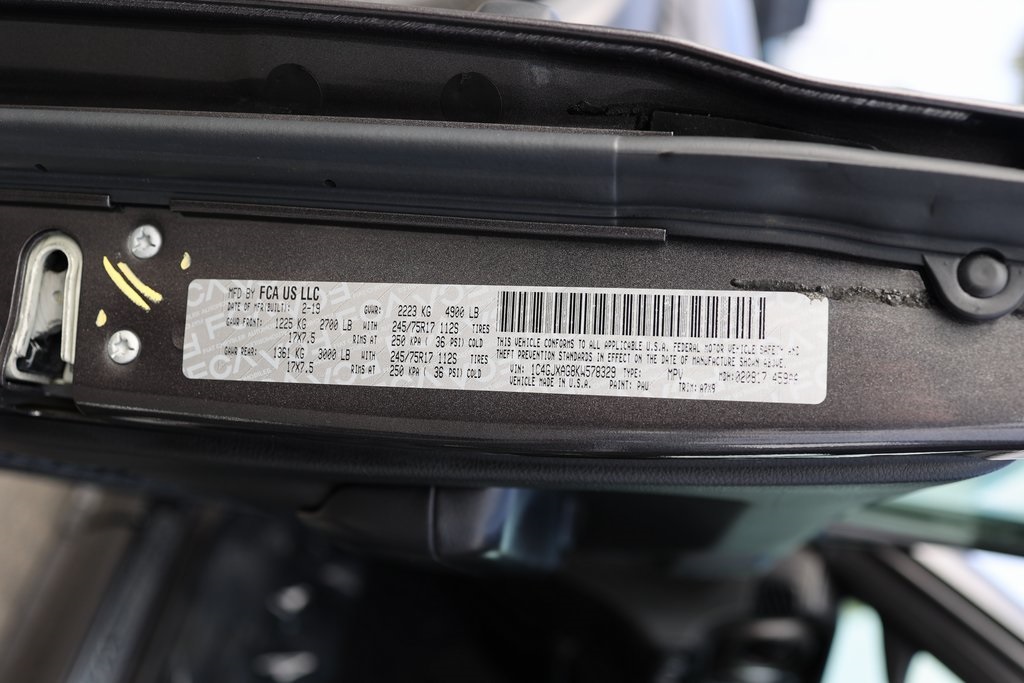 MFD BY FCA US LLC
DATE OF MFR(BUILT): 2-19 GVWR: 2223 KG 4900 LB
GAWR FRONT: 1225 KG 2700 LB WITH 245/75R17 112S TIRES
17X7.5 RIMS AT 250 KPA ( 36 PSI) COLD
GAWR REAR: 1361 KG 3000 LB WITH 245/75R17 112S TIRES
17X7.5 RIMS AT 250 KPA ( 36 PSI) COLD
THIS VEHICLE CONFORMS TO ALL APPLICABLE U.S.A. FEDERAL MOTOR VEHICLE SAFETY AND
THEFT PREVENTION STANDARDS IN EFFECT ON THE DATE OF MANUFACTURE SHOWN ABOVE.
VIN: 1C4GJXAG8KW578329 TYPE: MPV MDH:
VEHICLE MADE IN U.S.A. PAINT: PAU TRIM: A7X9